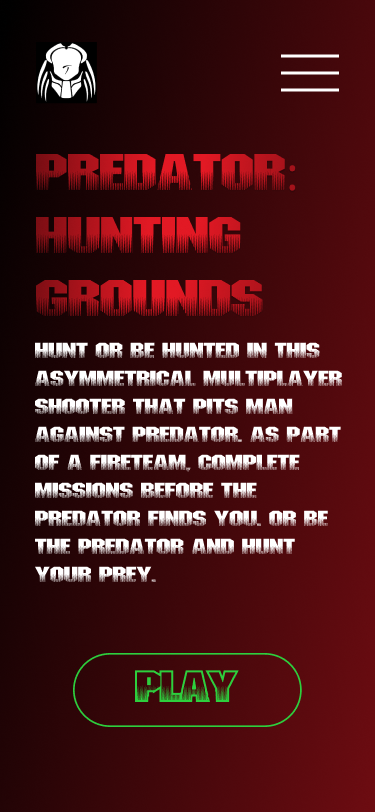 PREDATOR:
HUNTING
GROUNDS
HUNT OR BE HUNTED IN THIS
ASYMMETRICAL MULTIPLAYER
SHOOTER THAT PITS MAN
AGAINST PREDATOR. AS PART
OF A FIRETEAM, COMPLETE
MISSIONS BEFORE THE
PREDATOR FINDS YOU. OR BE
THE PREDATOR AND HUNT
YOUR PREY.
PLAY